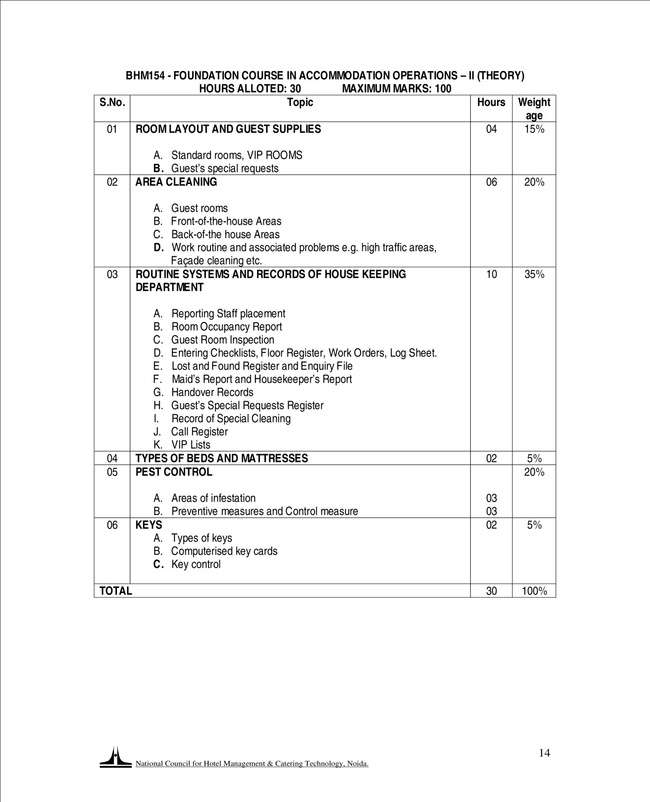 BHM154 - FOUNDATION COURSE IN ACCOMMODATION OPERATIONS – II (THEORY)
HOURS ALLOTED: 30 MAXIMUM MARKS: 100
S.No. Topic Hours Weight
age
01 ROOM LAYOUT AND GUEST SUPPLIES 04 15%
A. Standard rooms, VIP ROOMS
B. Guest's special requests
02 AREA CLEANING 06 20%
A. Guest rooms
B. Front-of-the-house Areas
C. Back-of-the house Areas
D. Work routine and associated problems e.g. high traffic areas,
Façade cleaning etc.
03 ROUTINE SYSTEMS AND RECORDS OF HOUSE KEEPING 10 35%
DEPARTMENT
A. Reporting Staff placement
B. Room Occupancy Report
C. Guest Room Inspection
D. Entering Checklists, Floor Register, Work Orders, Log Sheet.
E. Lost and Found Register and Enquiry File
F. Maid's Report and Housekeeper's Report
G. Handover Records
H. Guest's Special Requests Register
I. Record of Special Cleaning
J. Call Register
K. VIP Lists
04 TYPES OF BEDS AND MATTRESSES 02 5%
05 PEST CONTROL 20%
A. Areas of infestation 03
B. Preventive measures and Control measure 03
06 KEYS 02 5%
A. Types of keys
B. Computerised key cards
C. Key control
TOTAL 30 100%
14
National Council for Hotel Management & Catering Technology, Noida.